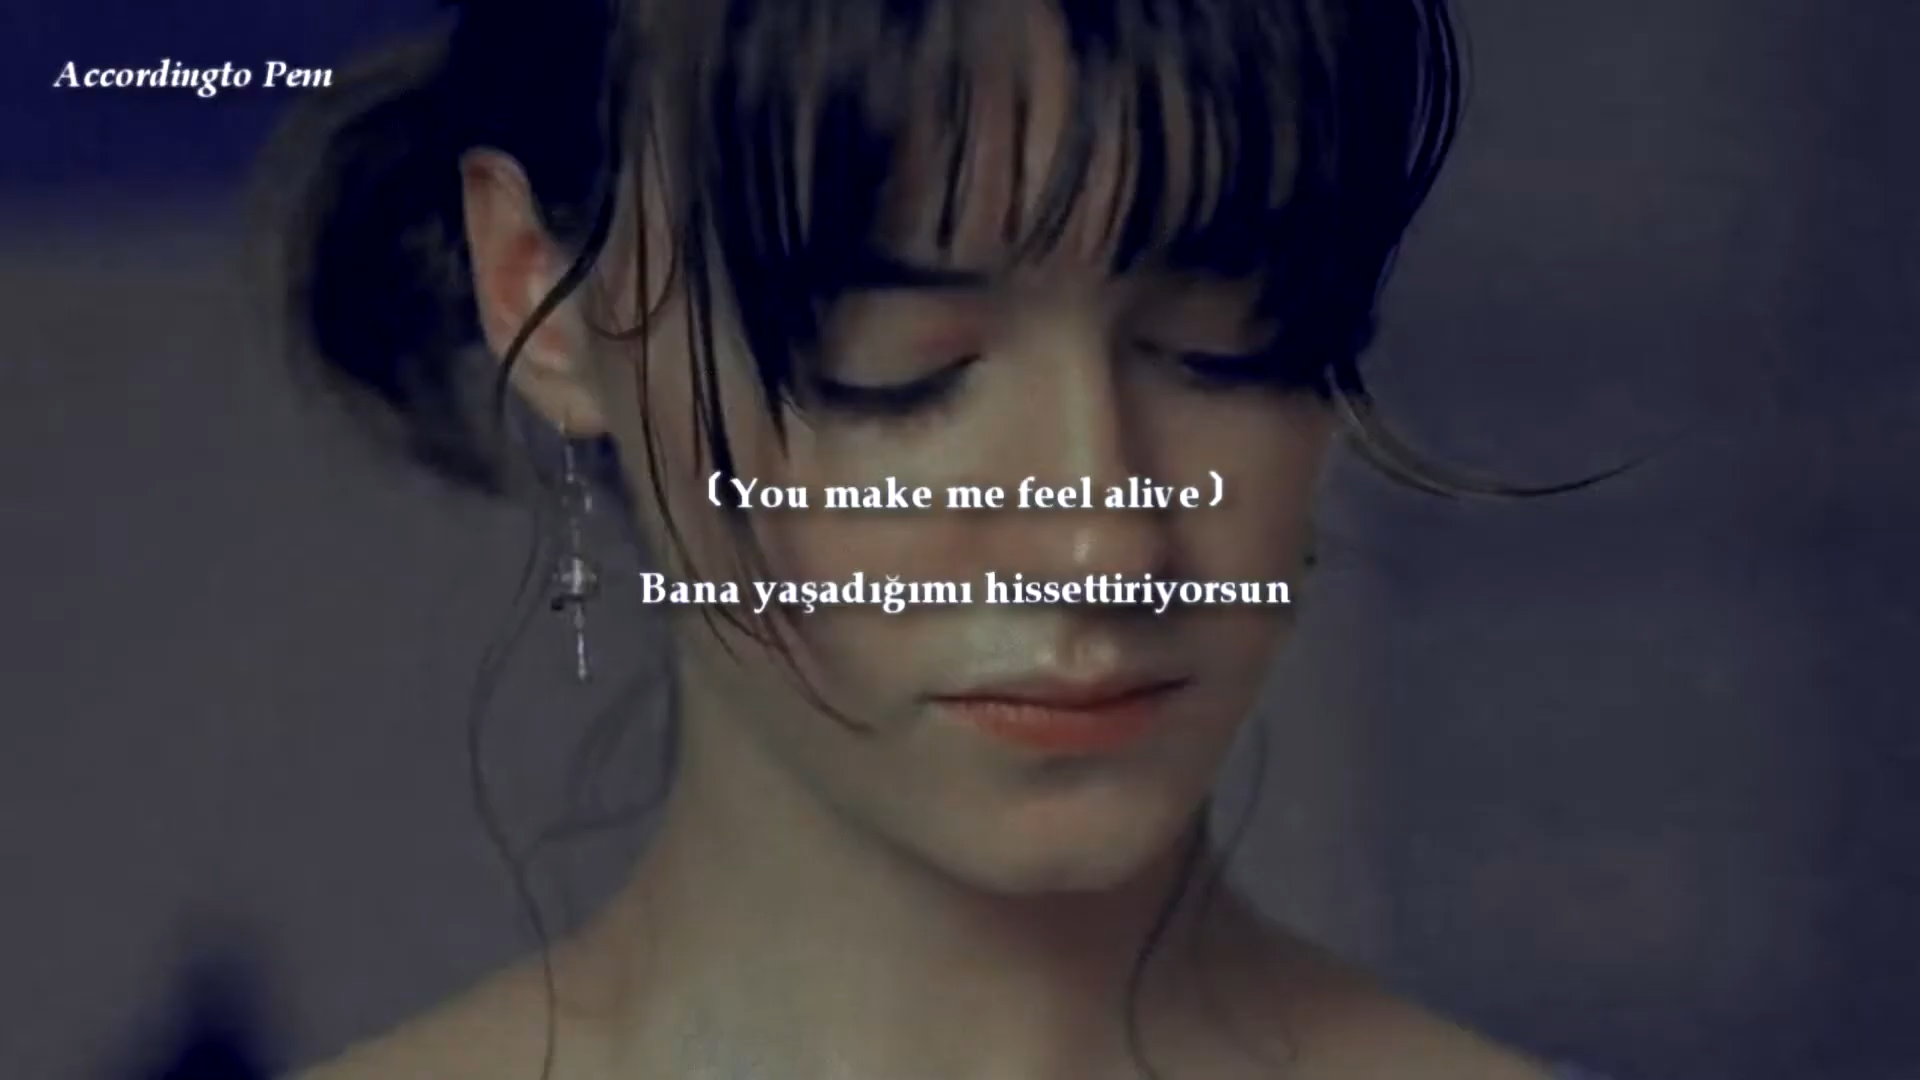 Accordingto Pem
(You make me feel alive)
Bana yaşadığımı hissettiriyorsun